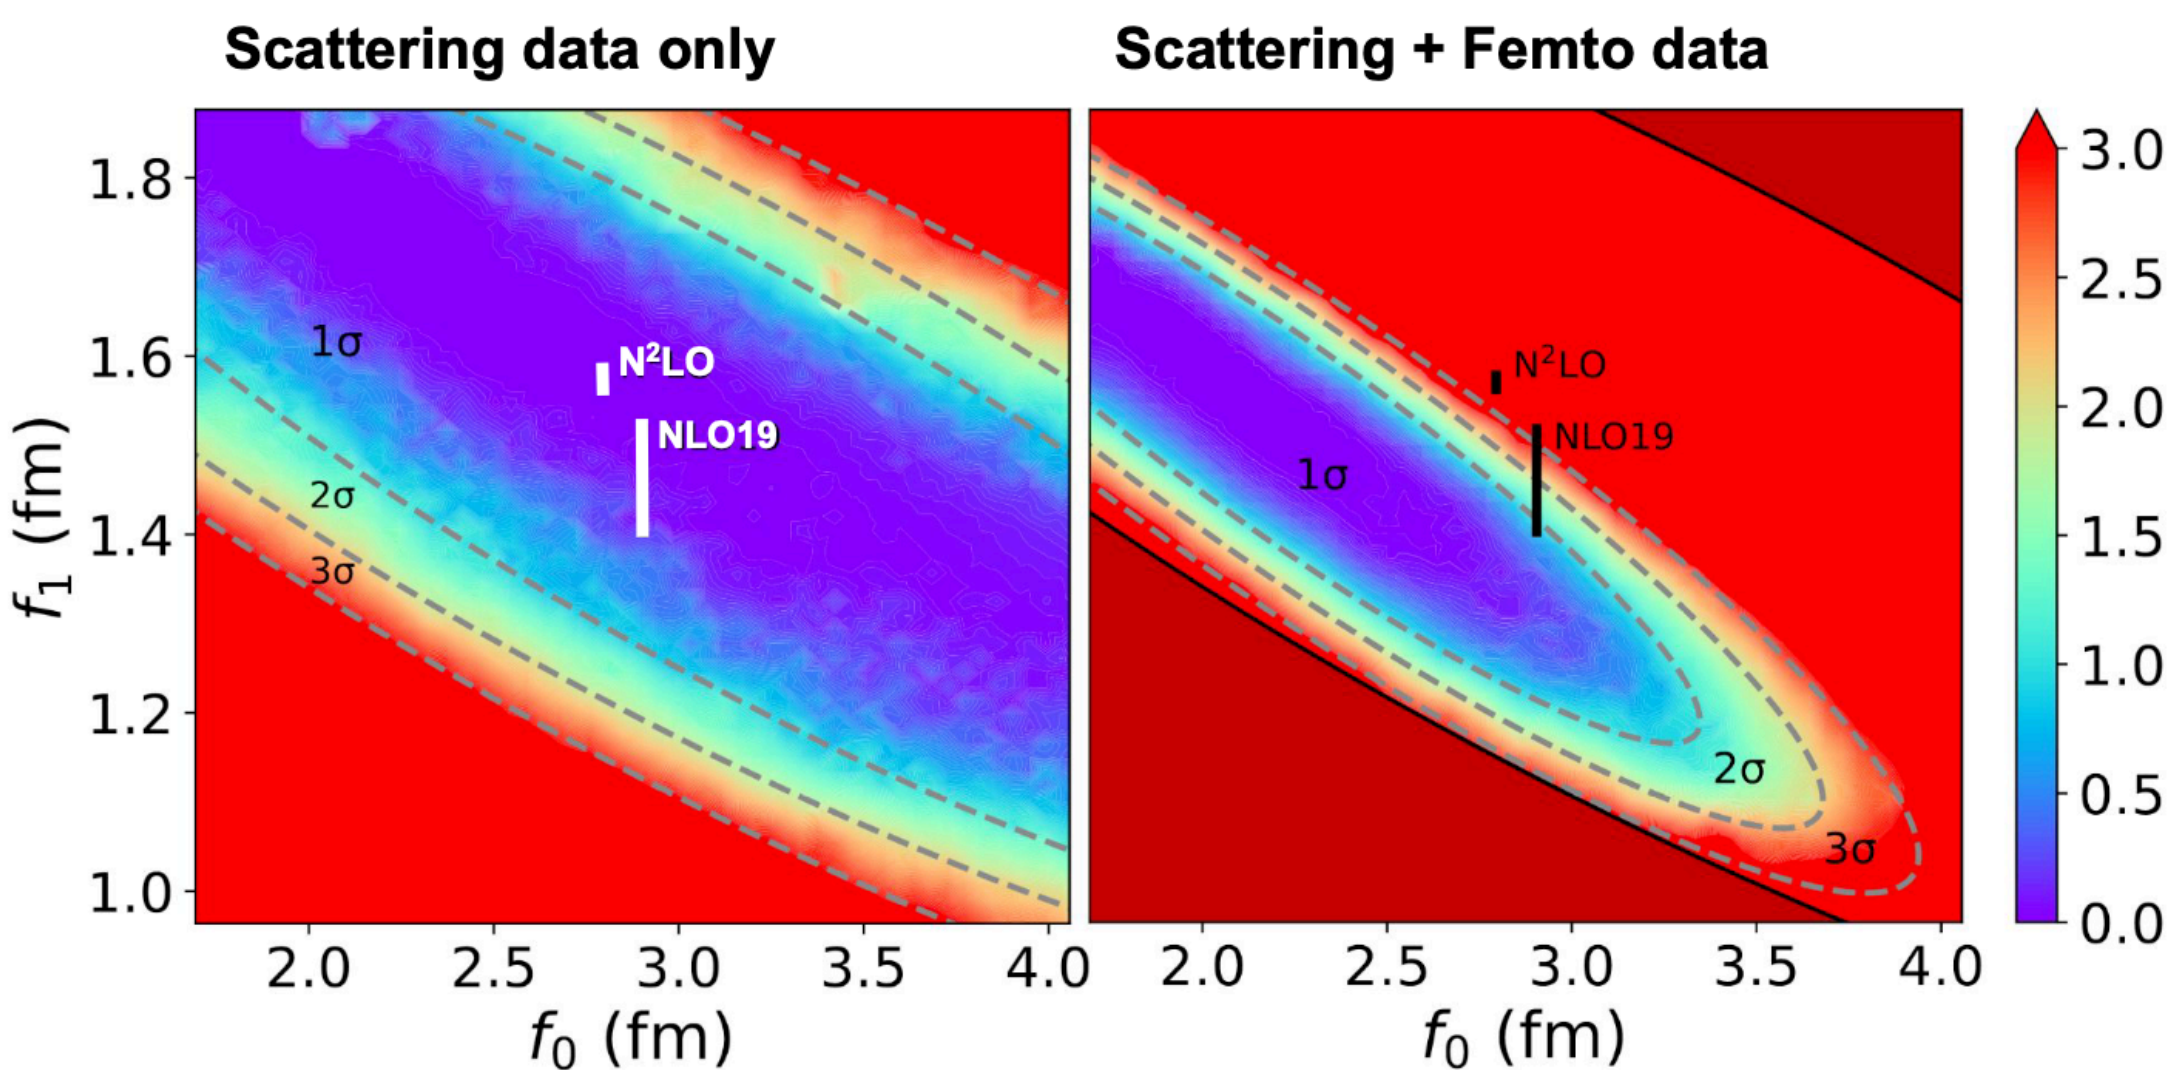 Scattering data only
Scattering + Femto data
f₁ (fm)
1.8
1.6
1.4
1.2
1.0
1σ
2σ
3σ
N²LO
NLO19
2.0 2.5 3.0 3.5 4.0
f₀ (fm)
N²LO
NLO19
1σ
2σ
3σ
2.0 2.5 3.0 3.5 4.0
f₀ (fm)
3.0
2.5
2.0
1.5
1.0
0.5
0.0